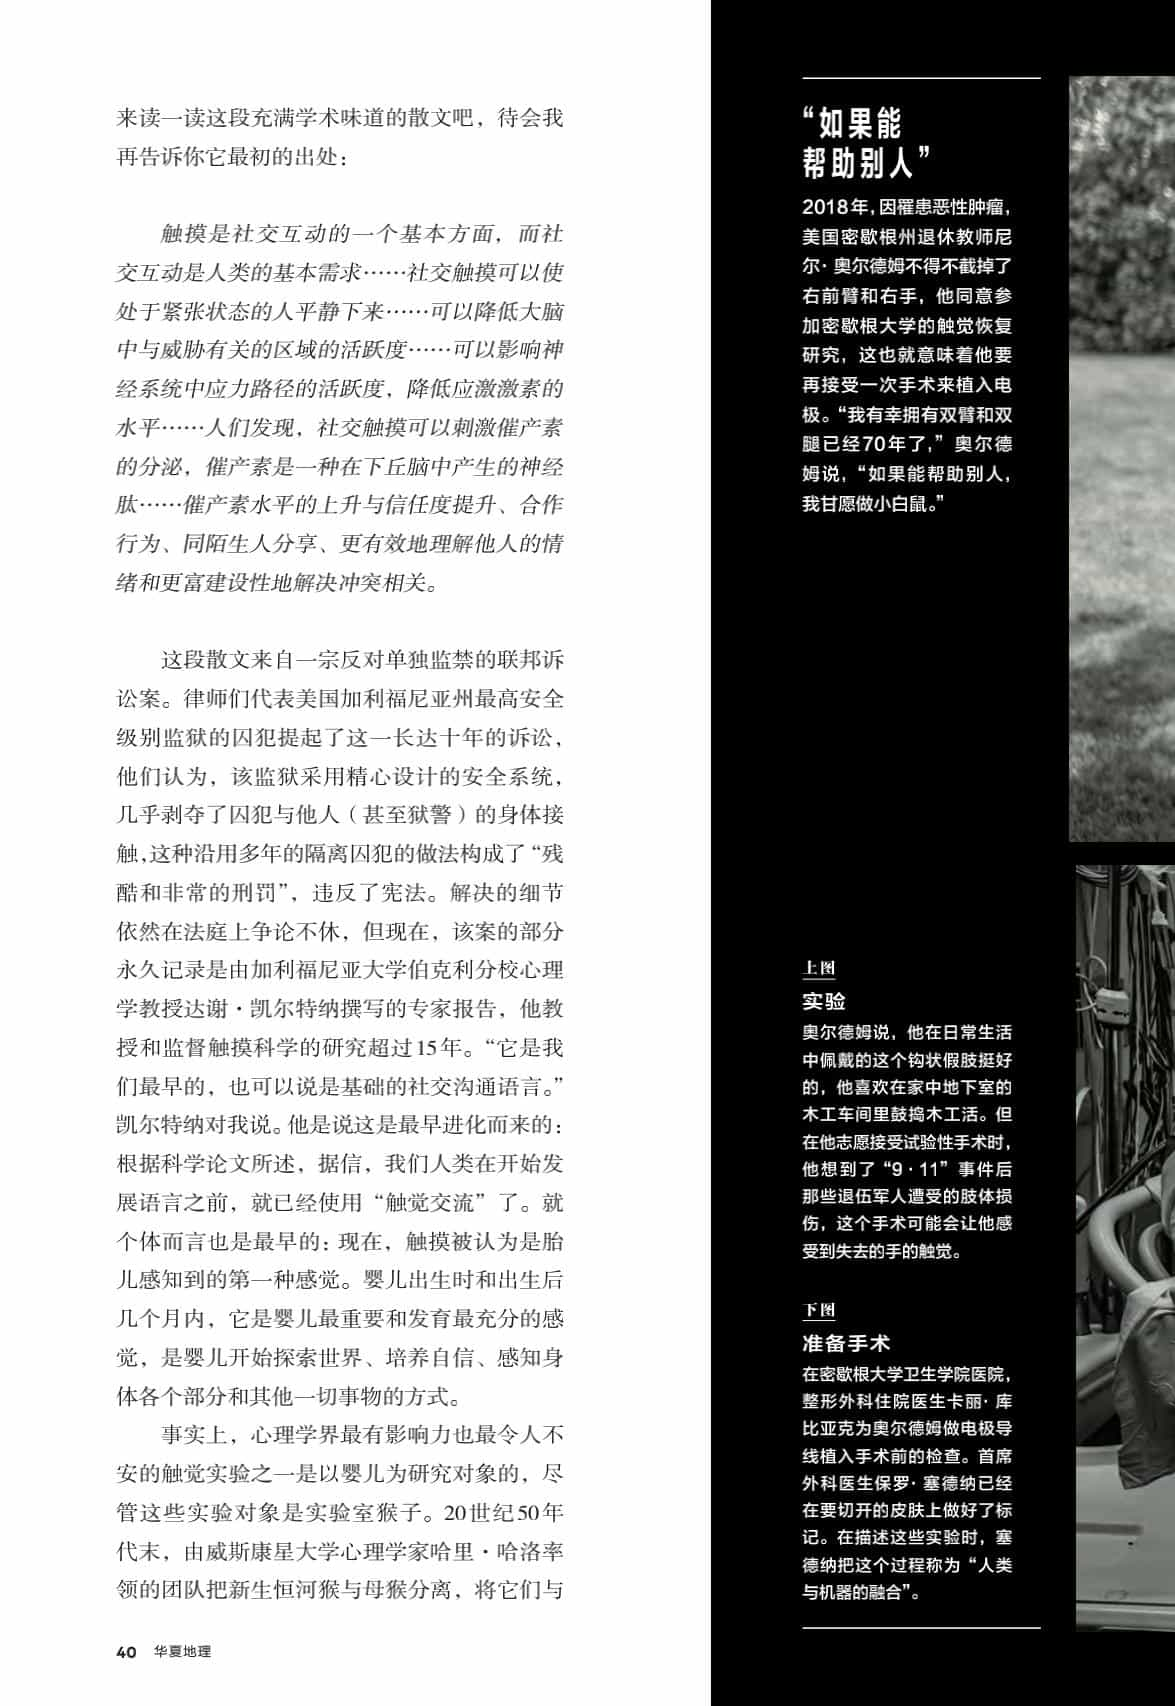 来读一读这段充满学术味道的散文吧，待会我
再告诉你它最初的出处：
触摸是社交互动的一个基本方面，而社
交互动是人类的基本需求……社交触摸可以使
处于紧张状态的人平静下来……可以降低大脑
中与威胁有关的区域的活跃度……可以影响神
经系统中应力路径的活跃度，降低应激激素的
水平……人们发现，社交触摸可以刺激催产素
的分泌，催产素是一种在下丘脑中产生的神经
肽……催产素水平的上升与信任度提升、合作
行为、同陌生人分享、更有效地理解他人的情
绪和更富建设性地解决冲突相关。
这段散文来自一宗反对单独监禁的联邦诉
讼案。律师们代表美国加利福尼亚州最高安全
级别监狱的囚犯提起了这一长达十年的诉讼，
他们认为，该监狱采用精心设计的安全系统，
几乎剥夺了囚犯与他人（甚至狱警）的身体接
触，这种沿用多年的隔离囚犯的做法构成了“残
酷和非常的刑罚”，违反了宪法。解决的细节
依然在法庭上争论不休，但现在，该案的部分
永久记录是由加利福尼亚大学伯克利分校心理
学教授达谢·凯尔特纳撰写的专家报告，他教
授和监督触摸科学的研究超过15年。“它是我
们最早的，也可以说是基础的社交沟通语言。”
凯尔特纳对我说。他是说这是最早进化而来的：
根据科学论文所述，据信，我们人类在开始发
展语言之前，就已经使用“触觉交流”了。就
个体而言也是最早的：现在，触摸被认为是胎
儿感知到的第一种感觉。婴儿出生时和出生后
几个月内，它是婴儿最重要和发育最充分的感
觉，是婴儿开始探索世界、培养自信、感知身
体各个部分和其他一切事物的方式。
事实上，心理学界最有影响力也最令人不
安的触觉实验之一是以婴儿为研究对象的，尽
管这些实验对象是实验室猴子。20世纪50年
代末，由威斯康星大学心理学家哈里·哈洛率
领的团队把新生恒河猴与母猴分离，将它们与
40 华夏地理
“如果能
帮助别人”
2018年，因罹患恶性肿瘤，
美国密歇根州退休教师尼
尔·奥尔德姆不得不截掉了
右前臂和右手，他同意参
加密歇根大学的触觉恢复
研究，这也就意味着他要
再接受一次手术来植入电
极。“我有幸拥有双臂和双
腿已经70年了，”奥尔德
姆说，“如果能帮助别人，
我甘愿做小白鼠。”
上图
实验
奥尔德姆说，他在日常生活
中佩戴的这个钩状假肢挺好
的，他喜欢在家中地下室的
木工车间里鼓捣木工活。但
在他志愿接受试验性手术时，
他想到了“9·11”事件后
那些退伍军人遭受的肢体损
伤，这个手术可能会让他感
受到失去的手的触觉。
下图
准备手术
在密歇根大学卫生学院医院，
整形外科住院医生卡丽·库
比亚克为奥尔德姆做电极导
线植入手术前的检查。首席
外科医生保罗·塞德纳已经
在要切开的皮肤上做好了标
记。在描述这些实验时，塞
德纳把这个过程称为“人类
与机器的融合”。